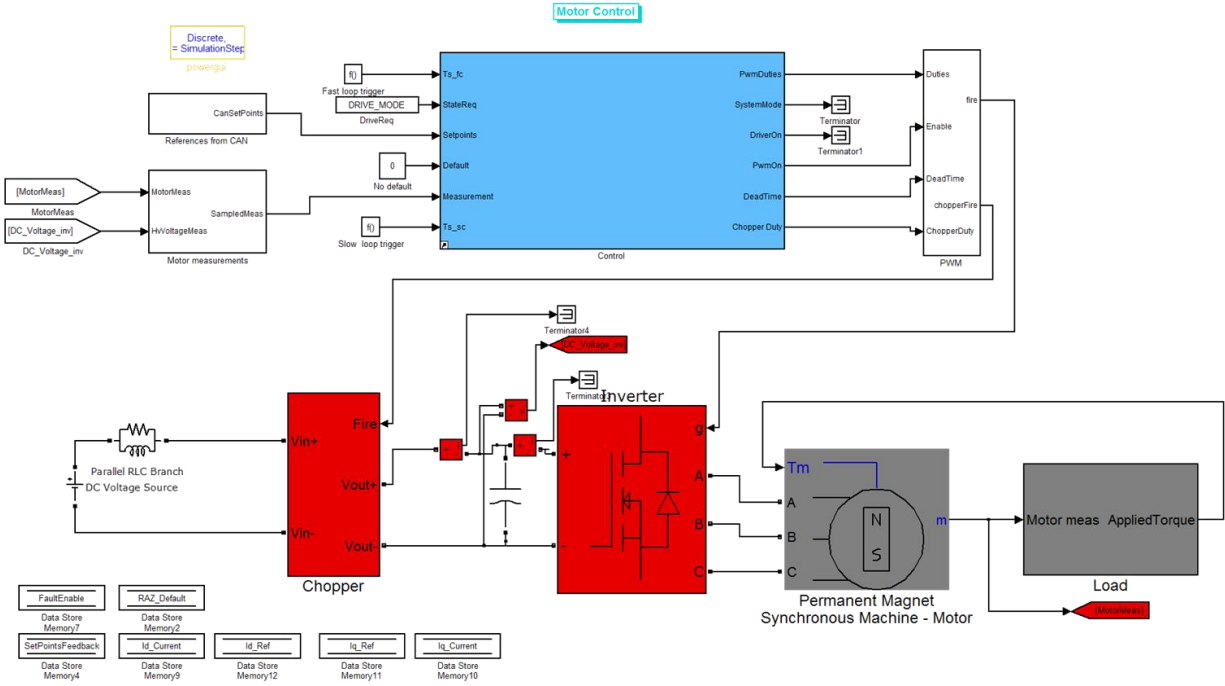 Motor Control
Discrete,
= SimulationStep
powergui
f()
Fast loop trigger
DRIVE_MODE
DriveReq
CanSetPoints
References from CAN
0
No default
[MotorMeas]
MotorMeas
[DC_Voltage_inv]
DC_Voltage_inv
MotorMeas
HvVoltageMeas
SampledMeas
Motor measurements
f()
Slow loop trigger
Ts_fc
StateReq
Setpoints
Default
Measurement
Ts_sc
PwmDuties
SystemMode
DriverOn
PwmOn
DeadTime
Chopper Duty
Control
Terminator
Terminator1
Duties
Enable
DeadTime
ChopperDuty
fire
chopperFire
PWM
Terminator4
Inverter
Parallel RLC Branch
DC Voltage Source
Fire
Vin+
Vout+
Vin-
Vout-
Chopper
+
-
g
A
B
C
Tm
A
B
C
N
S
m
Permanent Magnet
Synchronous Machine - Motor
Motor meas
AppliedTorque
Load
[MotorMeas]
FaultEnable
Data Store
Memory7
RAZ_Default
Data Store
Memory2
SetPointsFeedback
Data Store
Memory4
Id_Current
Data Store
Memory9
Id_Ref
Data Store
Memory12
Iq_Ref
Data Store
Memory11
Iq_Current
Data Store
Memory10